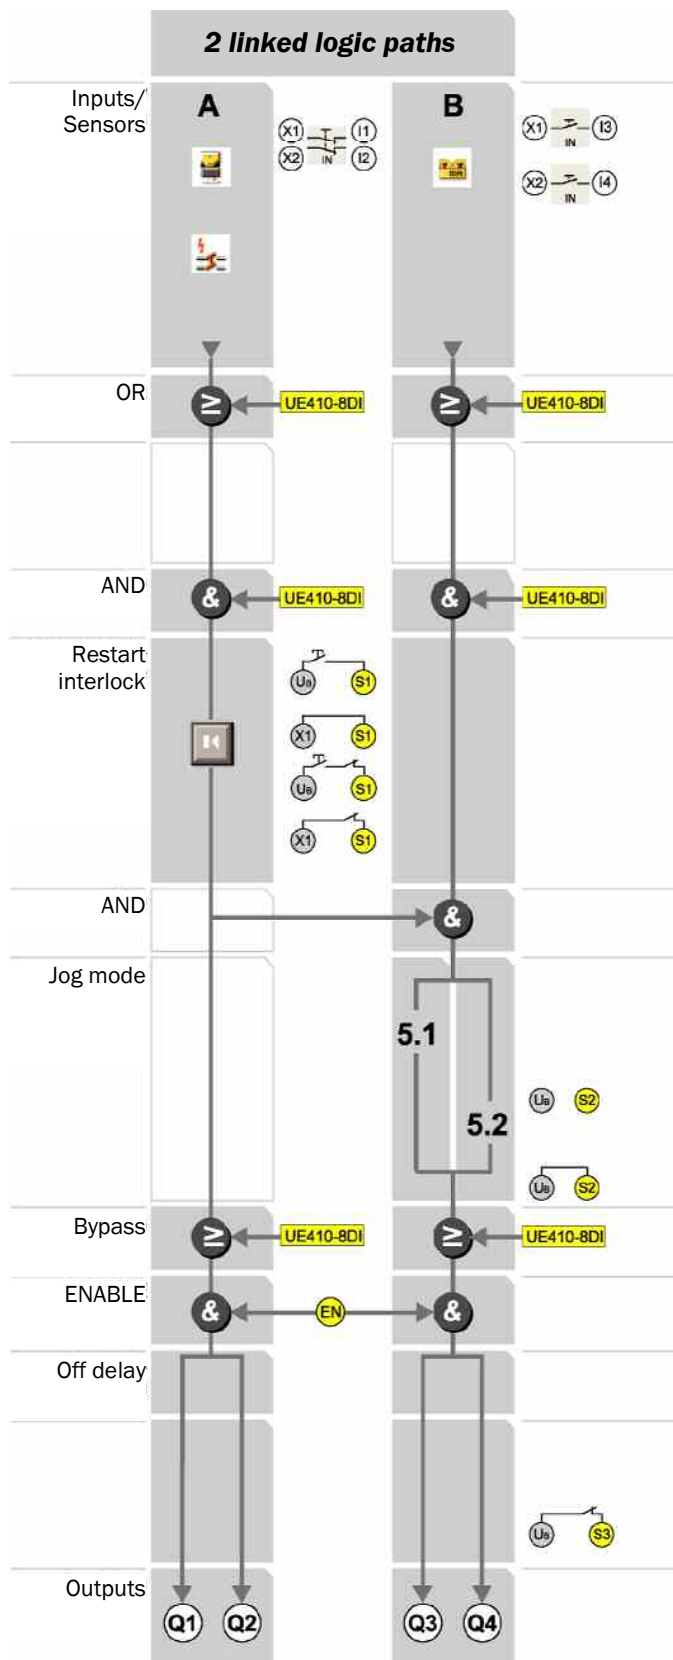 2 linked logic paths
Inputs/
Sensors
A
B
X1
I1
X2
IN
I2
X1
I3
IN
X2
I4
IN
OR
≥
UE410-8DI
≥
UE410-8DI
AND
&
UE410-8DI
&
UE410-8DI
Restart
interlock
UB
S1
X1
S1
UB
S1
X1
S1
AND
&
Jog mode
5.1
5.2
UB
S2
UB
S2
Bypass
≥
UE410-8DI
≥
UE410-8DI
ENABLE
&
EN
&
Off delay
UB
S3
Outputs
Q1
Q2
Q3
Q4